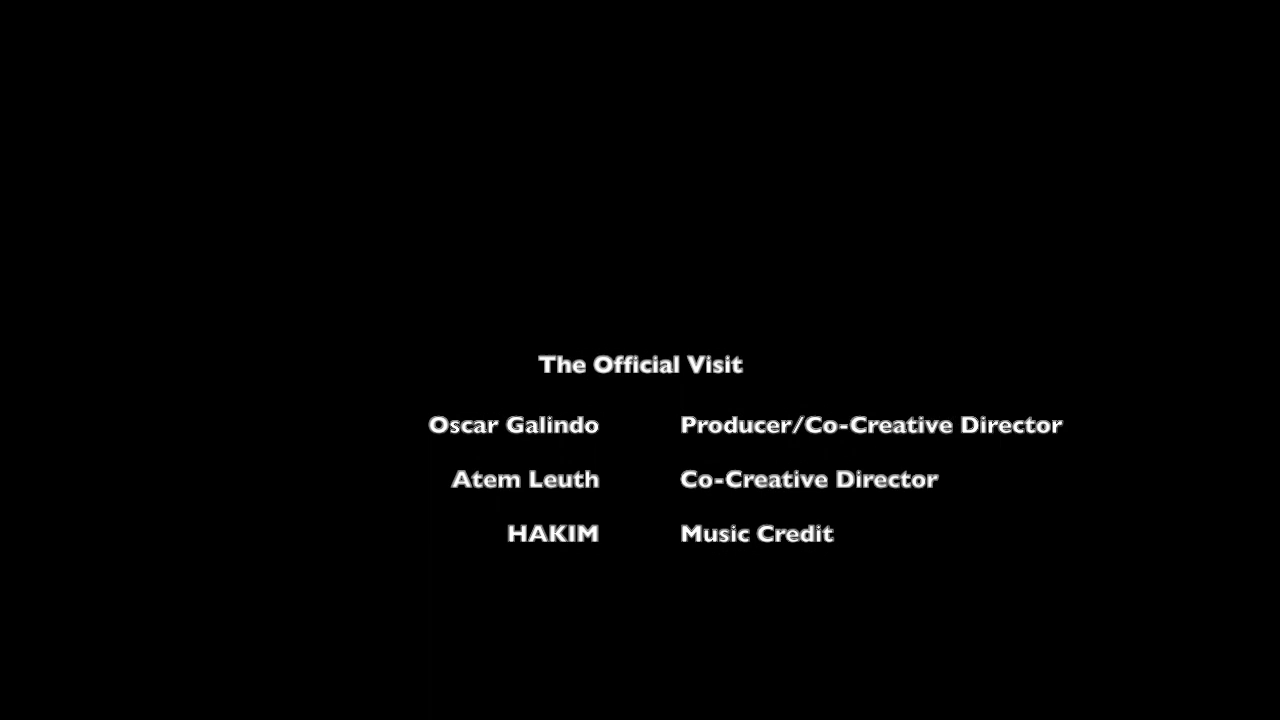 The Official Visit
Oscar Galindo Producer/Co-Creative Director
Atem Leuth Co-Creative Director
HAKIM Music Credit